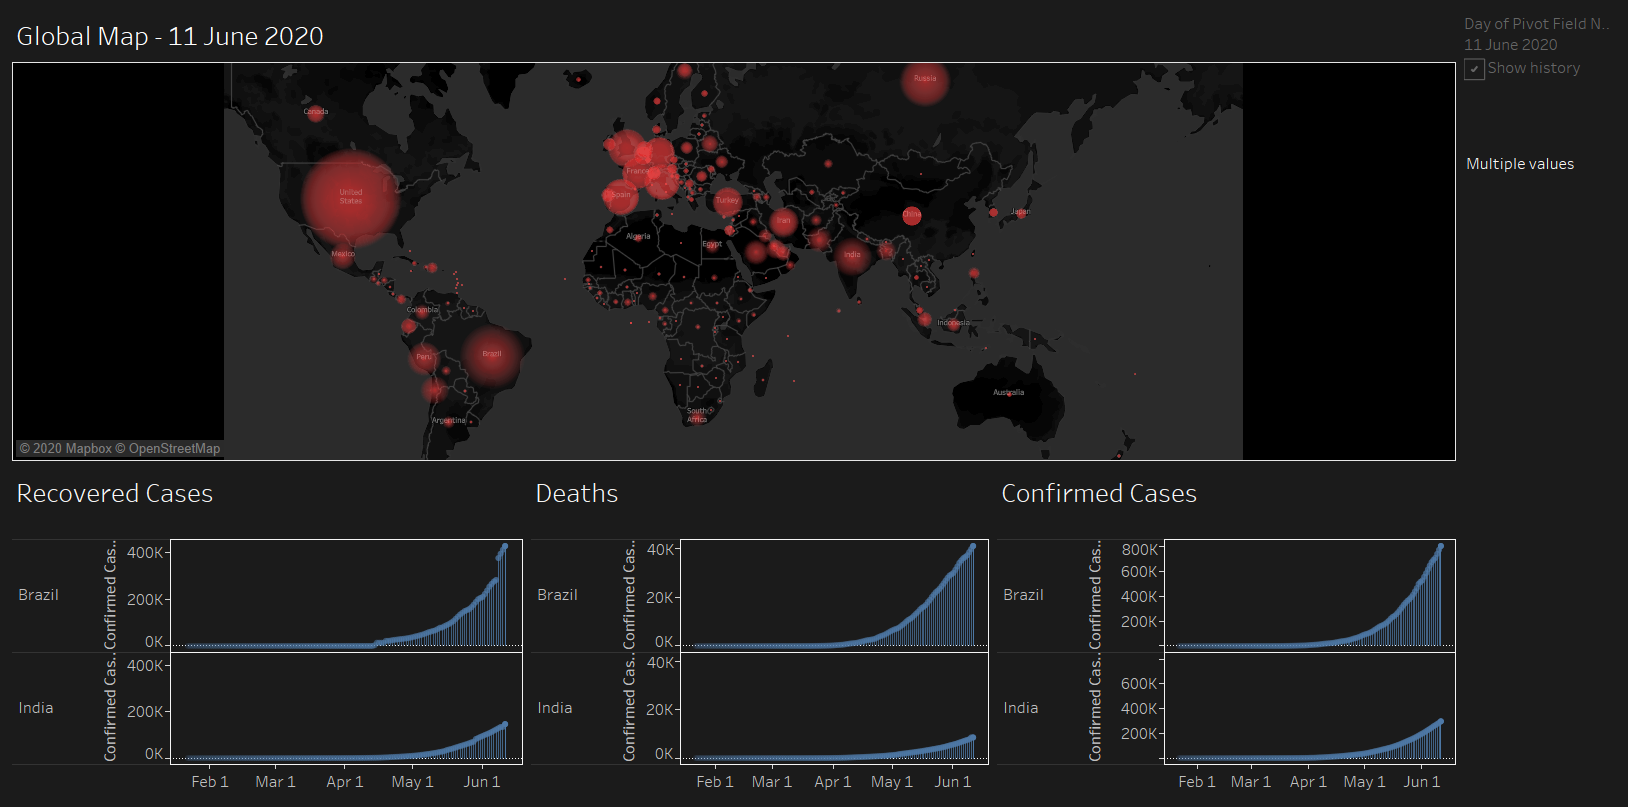 Global Map - 11 June 2020
Day of Pivot Field N..
11 June 2020
Show history
Multiple values
Russia
Canada
United
States
France
Spain
Turkey
Iran
China
Japan
Algeria
Egypt
India
Mexico
Colombia
Indonesia
Peru
Brazil
Australia
South
Africa
Argentina
© 2020 Mapbox © OpenStreetMap
Recovered Cases
Deaths
Confirmed Cases
Brazil
Confirmed Cas..
400K
200K
0K
India
Confirmed Cas..
400K
200K
0K
Feb 1 Mar 1 Apr 1 May 1 Jun 1
Brazil
Confirmed Cas..
40K
20K
0K
India
Confirmed Cas..
40K
20K
0K
Feb 1 Mar 1 Apr 1 May 1 Jun 1
Brazil
Confirmed Cas..
800K
600K
400K
200K
India
Confirmed Cas..
600K
400K
200K
Feb 1 Mar 1 Apr 1 May 1 Jun 1